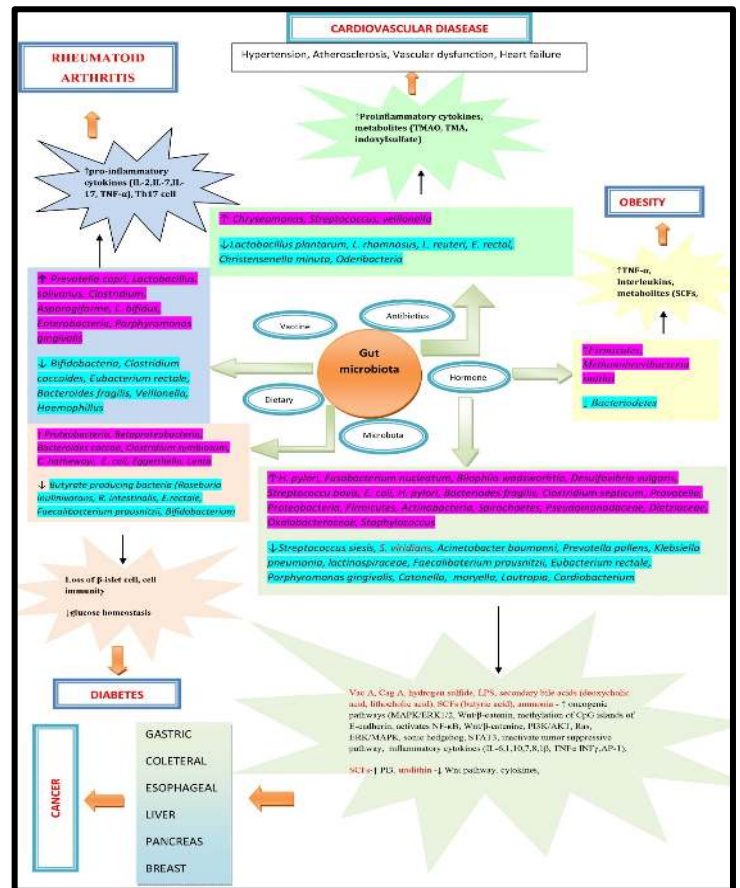 CARDIOVASCULAR DIASEASE
Hypertension, Atherosclerosis, Vascular dysfunction, Heart failure
RHEUMATOID
ARTHRITIS
↑Proinflammatory cytokines,
metabolites (TMAO, TMA,
indoxylsulfate)
↑pro-inflammatory
cytokines (IL-2,IL-7,IL-
17, TNF-α), Th17 cell
OBESITY
↑ Chryseomonas, Streptococcus, veillonella
↓Lactobacillus plantarum, L. rhamnosus, L. reuteri, E. rectal,
Christensenella minuta, Oderibacteria
↑TNF-α,
Interleukins,
metabolites (SCFs,
↑ Prevotella copri, Lactobacillus
salivarius, Clostridium,
Asparagiforme, L. bifidus,
Enterobacteria, Porphyramonas
gingivalis
↓ Bifidobacteria, Clostridium
coccoides, Eubacterium rectale,
Bacteroides fragilis, Veillonella,
Haemophillus
Vaccine
Antibiotics
Gut
microbiota
Hormone
Dietary
Microbota
↑Firmicutes,
↓ Bacteriodetes
↑ Proteobacteria, Betaproteobacteria,
Bacteroides caccae, Clostridium symbiosum,
C. hathewayi, E. coli, Eggerthella Lenta
↓ Butyrate producing bacteria (Roseburia
inulinivorans, R. intestinalis, E.rectale,
Faecalibacterium prausnitzii, Bifidobacterium
↑ H. pylori, Fusobacterium nucleatum, Bilophila wadsworhtia, Desulfovibrio vulgaris,
Streptococcu bovis, E. coli, H. pylori, Bacteriodes fragilis, Clostridium septicum, Prevotella,
Proteobacteria, Firmicutes, Actinobacteria, Spirochaetes, Pseudomonadaceae, Dietziaceae,
Oxalobacteraceae, Staphylococcus
↓Streptococcus siesis, S. viridians, Acinetobacter baumanni, Prevotella pallens, Klebsiella
pneumonia, lactinospiraceae, Faecalibaterium prausnitzii, Eubacterium rectale,
Porphyromonas gingivalis, Catonella, moryella, Lautropia, Cardiobacterium
Loss of β-islet cell, cell
immunity
↓glucose homeostasis
DIABETES
Vac A, Cag A, hydrogen sulfide, LPS, secondary bile acids (deoxycholic
acid, lithocholic acid), SCFs (butyric acid), ammonia - ↑ oncogenic
pathways (MAPK/ERK1/2, Wnt/β-catenin, methylation of CpG islands of
E-cadherin, activates NF-κB, Wnt/β-catenine, PI3K/AKT, Ras,
ERK/MAPK, sonic hedgehog, STAT3, inactivate tumor suppressive
pathway, inflammatory cytokines (IL-6,1,10,7,8,1β, TNFα INFγ,AP-1).
SCFs-↓ PI3, urolithin -↓ Wnt pathway, cytokines,
CANCER
GASTRIC
COLETERAL
ESOPHAGEAL
LIVER
PANCREAS
BREAST